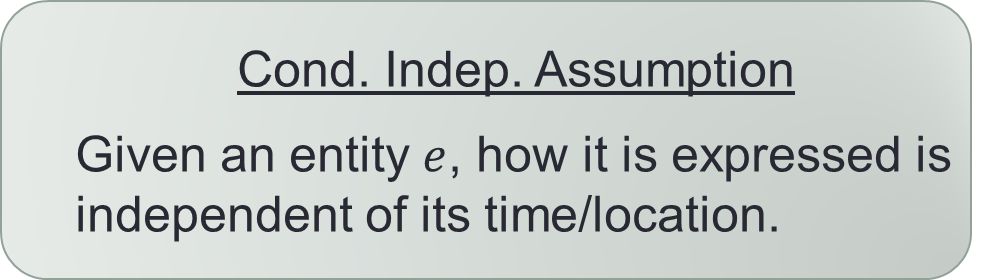 Cond. Indep. Assumption
Given an entity e, how it is expressed is
independent of its time/location.